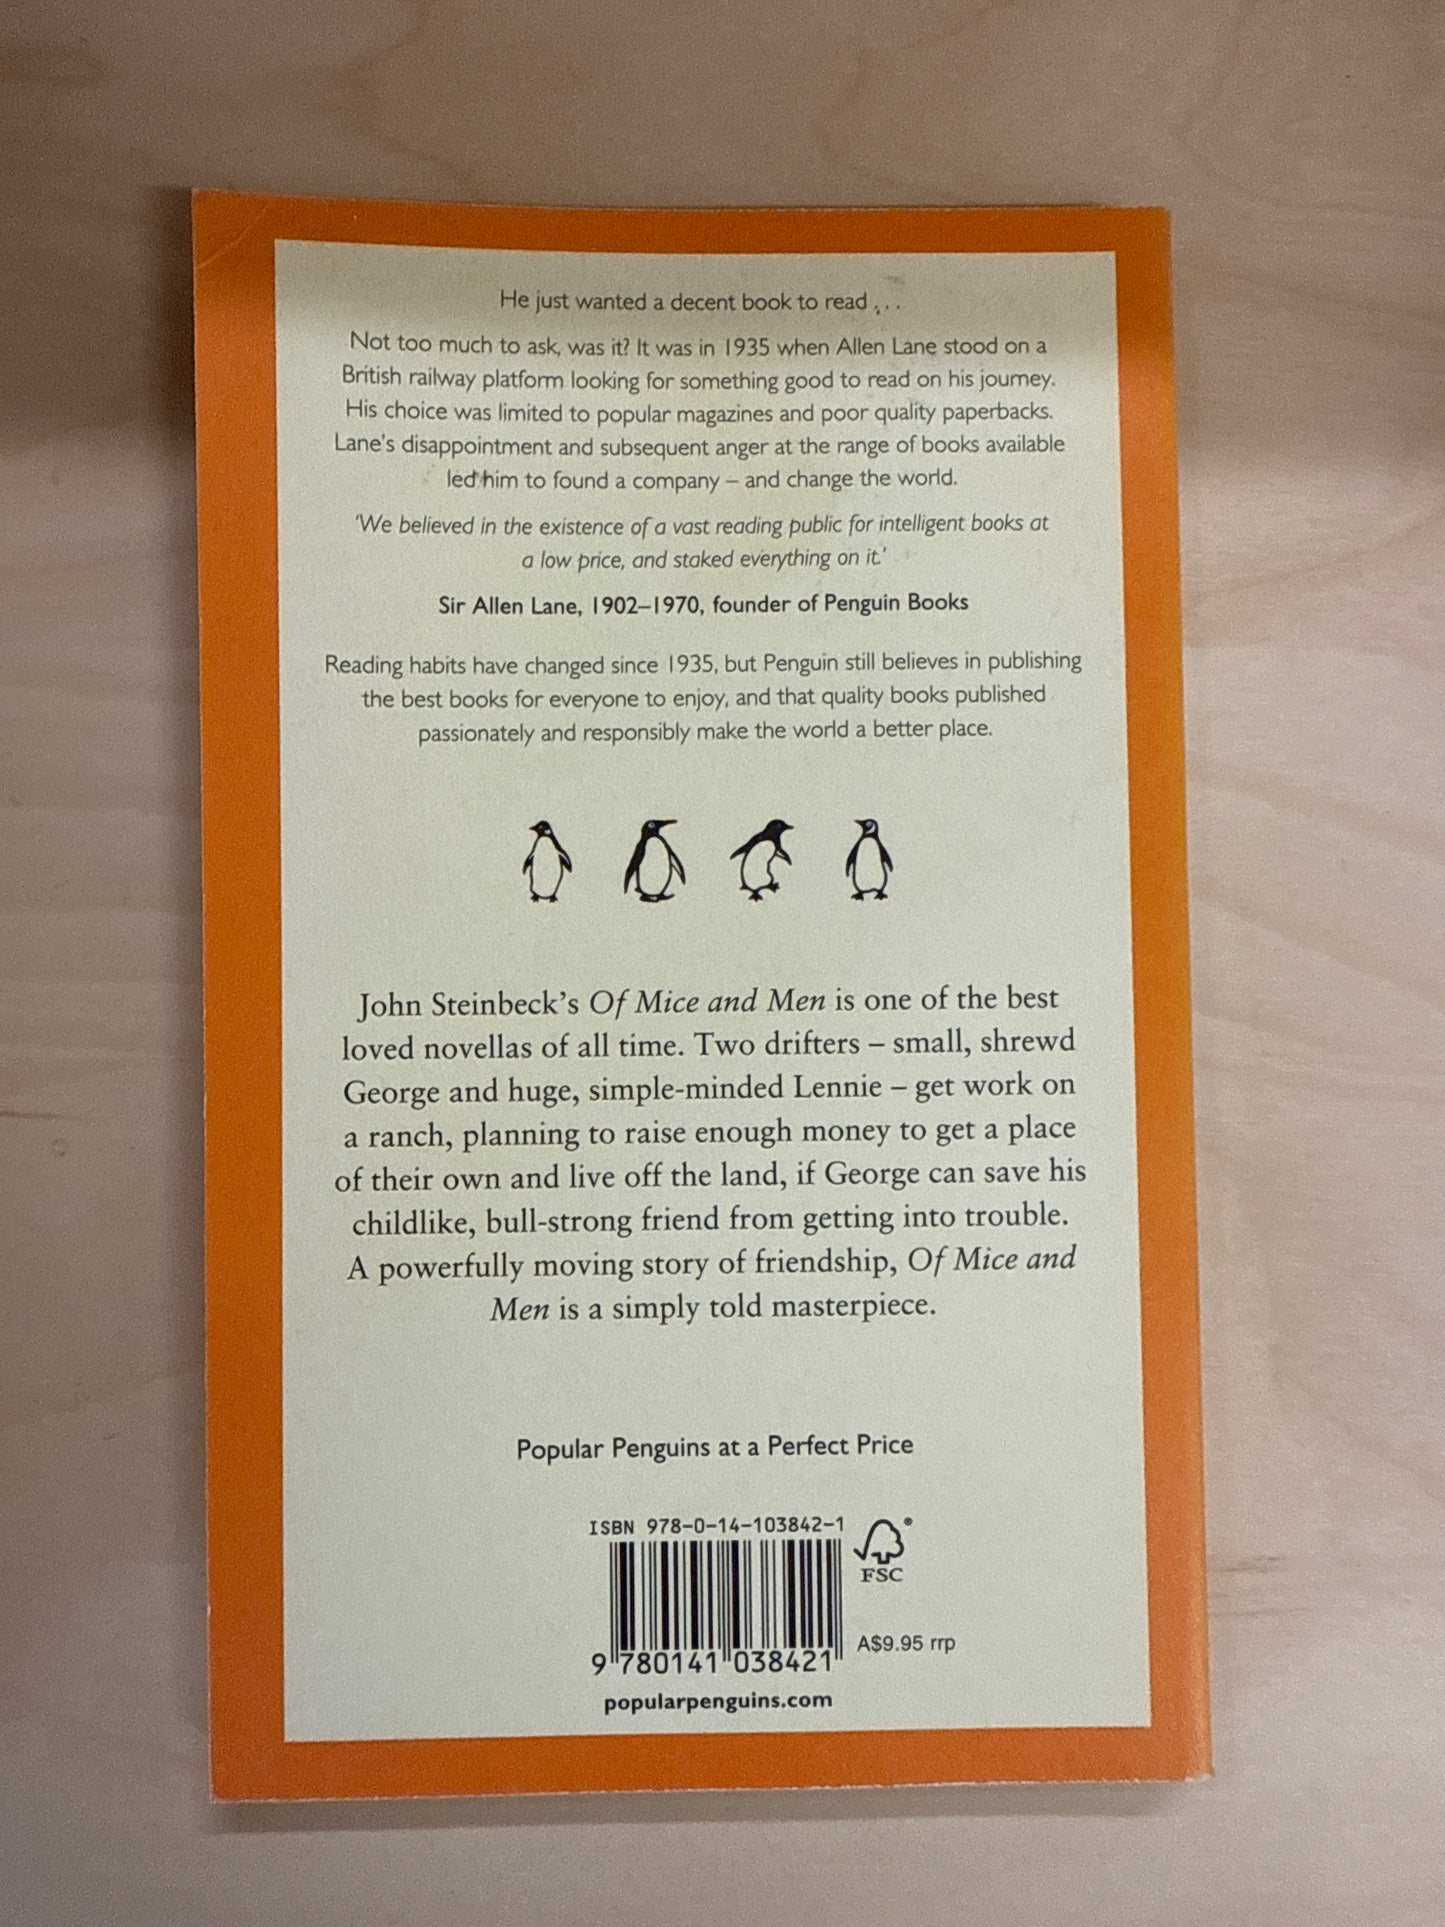 He just wanted a decent book to read . . .
Not too much to ask, was it? It was in 1935 when Allen Lane stood on a
British railway platform looking for something good to read on his journey.
His choice was limited to popular magazines and poor quality paperbacks.
Lane's disappointment and subsequent anger at the range of books available
led him to found a company – and change the world.
'We believed in the existence of a vast reading public for intelligent books at
a low price, and staked everything on it.'
Sir Allen Lane, 1902–1970, founder of Penguin Books
Reading habits have changed since 1935, but Penguin still believes in publishing
the best books for everyone to enjoy, and that quality books published
passionately and responsibly make the world a better place.
John Steinbeck's Of Mice and Men is one of the best
loved novellas of all time. Two drifters – small, shrewd
George and huge, simple-minded Lennie – get work on
a ranch, planning to raise enough money to get a place
of their own and live off the land, if George can save his
childlike, bull-strong friend from getting into trouble.
A powerfully moving story of friendship, Of Mice and
Men is a simply told masterpiece.
Popular Penguins at a Perfect Price
ISBN 978-0-14-103842-1
FSC
A$9.95 rrp
9 780141 038421
popularpenguins.com